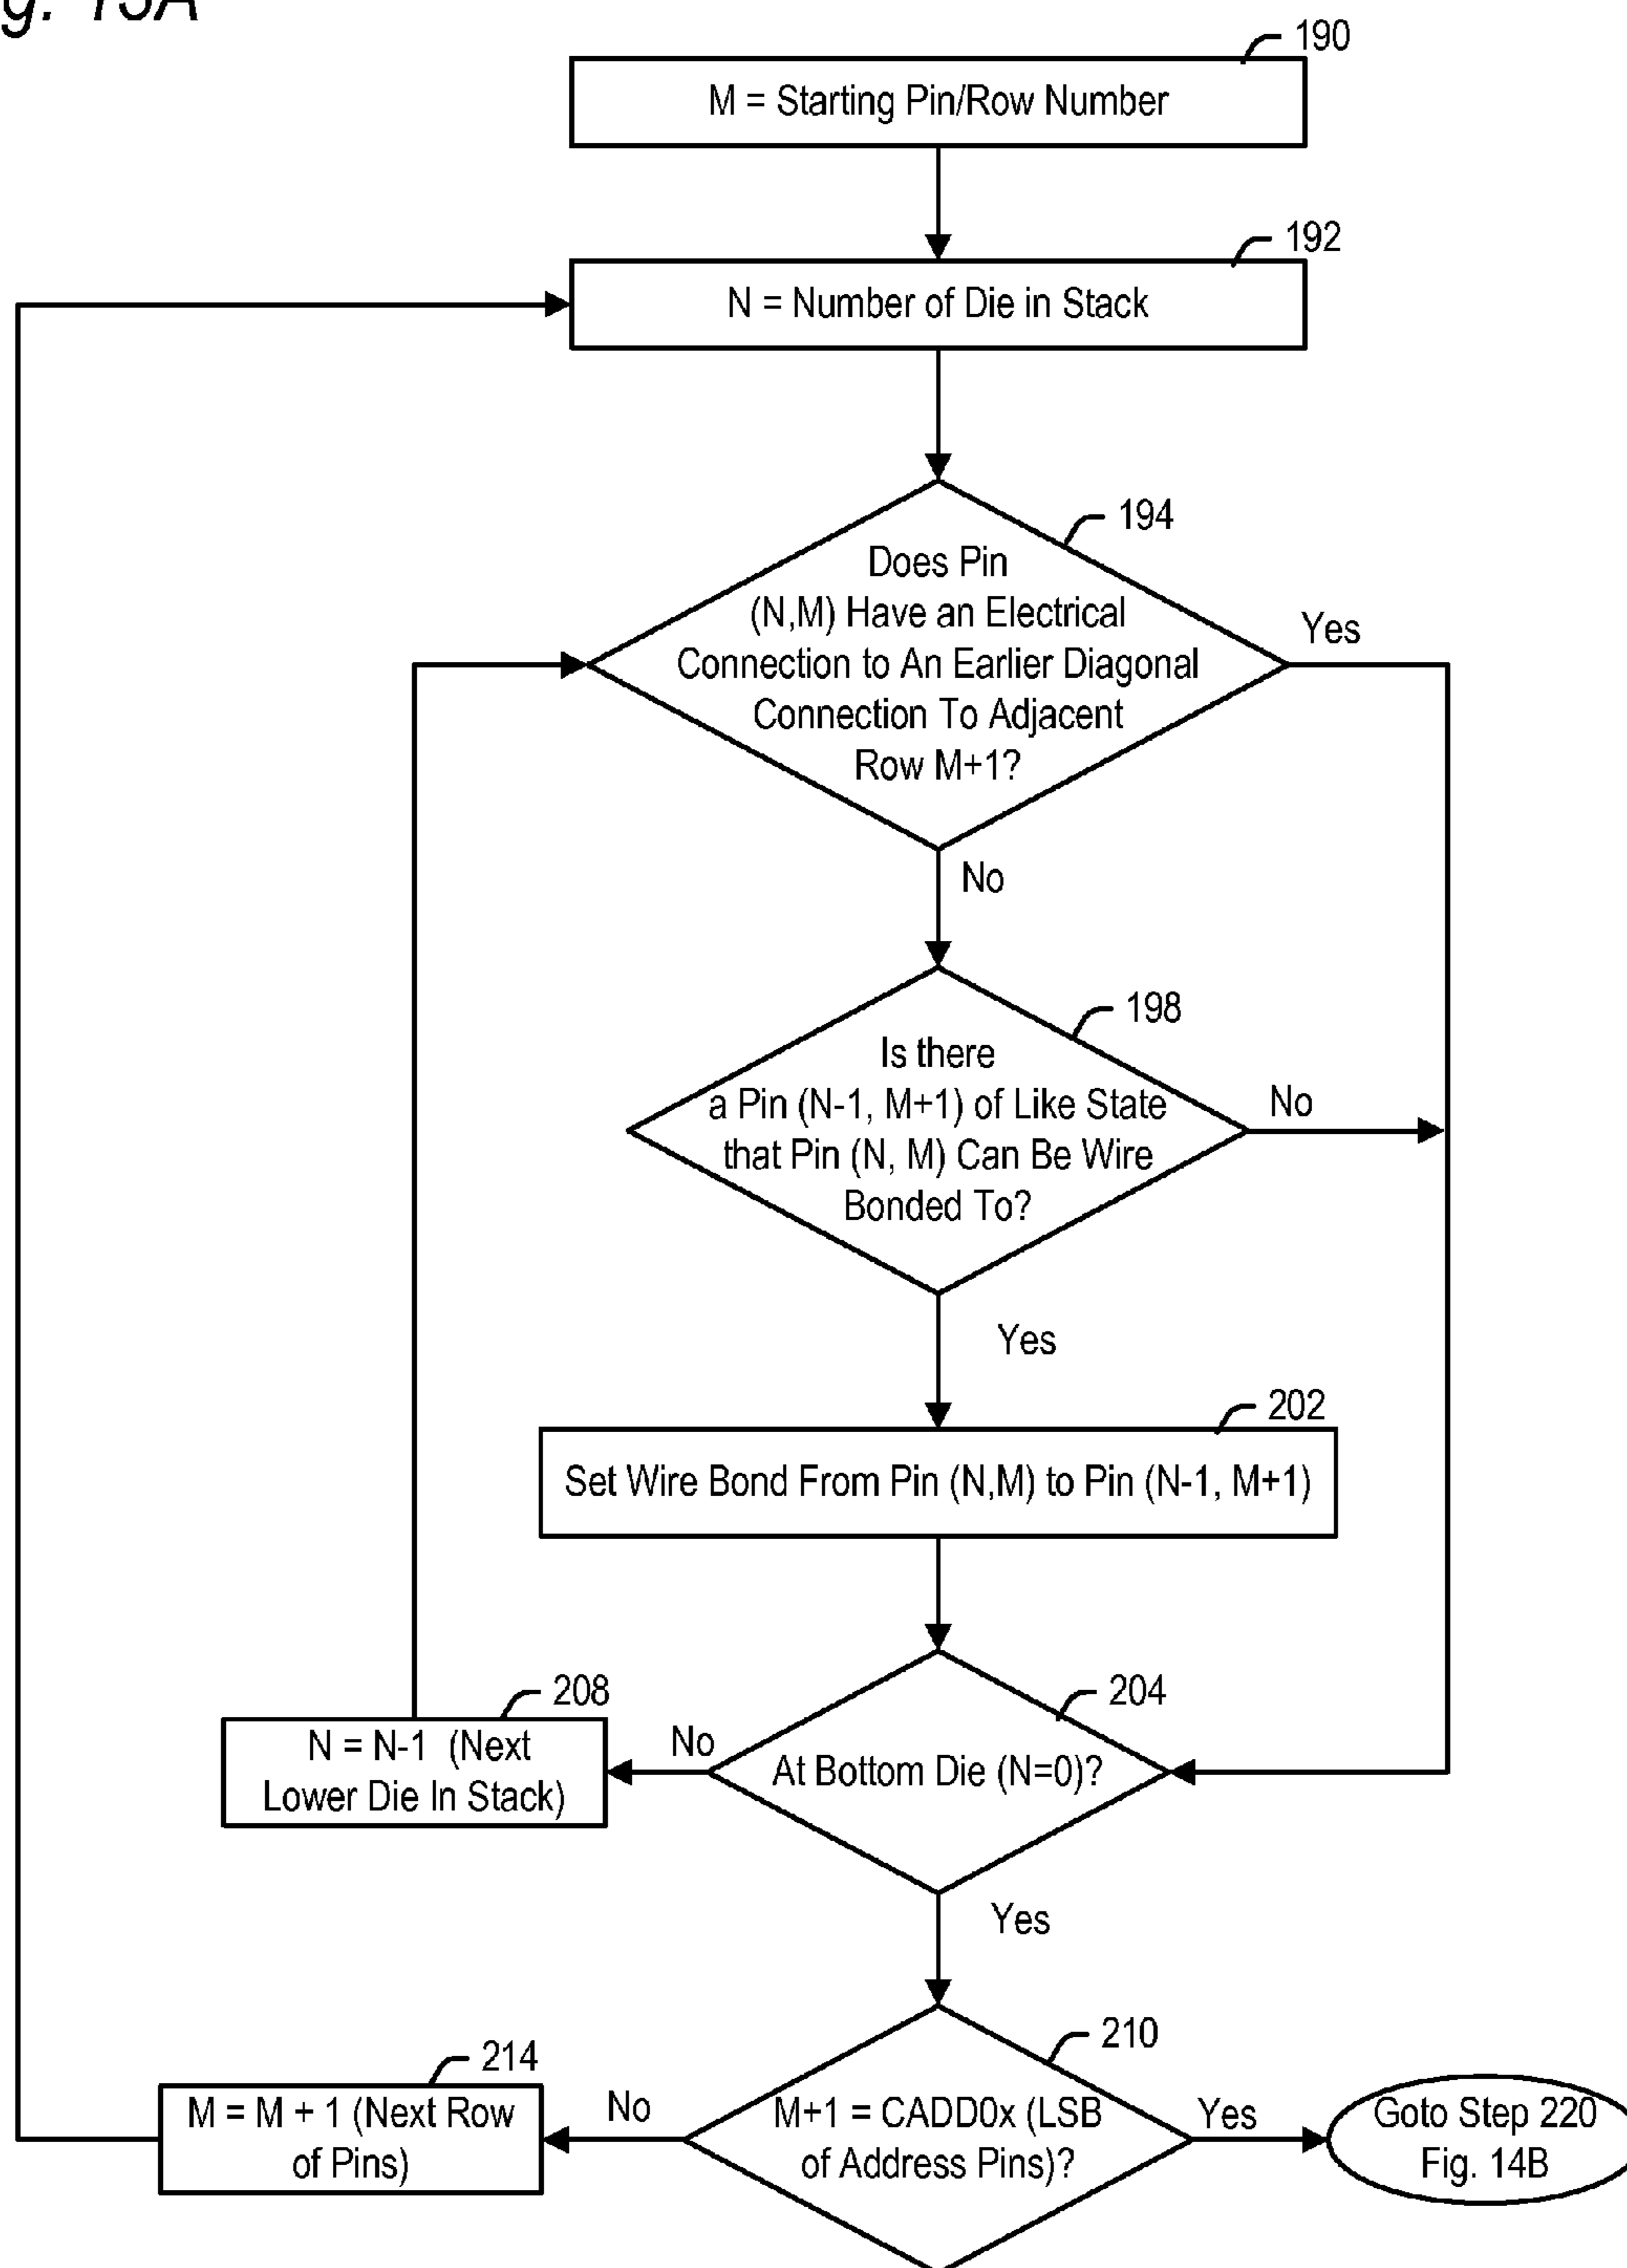 g. 13A
190
M = Starting Pin/Row Number
192
N = Number of Die in Stack
194
Does Pin
(N,M) Have an Electrical
Connection to An Earlier Diagonal
Connection To Adjacent
Row M+1?
Yes
No
198
Is there
a Pin (N-1, M+1) of Like State
that Pin (N, M) Can Be Wire
Bonded To?
No
Yes
202
Set Wire Bond From Pin (N,M) to Pin (N-1, M+1)
208
N = N-1 (Next
Lower Die In Stack)
No
204
At Bottom Die (N=0)?
Yes
214
M = M + 1 (Next Row
of Pins)
No
210
M+1 = CADD0x (LSB
of Address Pins)?
Yes
Goto Step 220
Fig. 14B